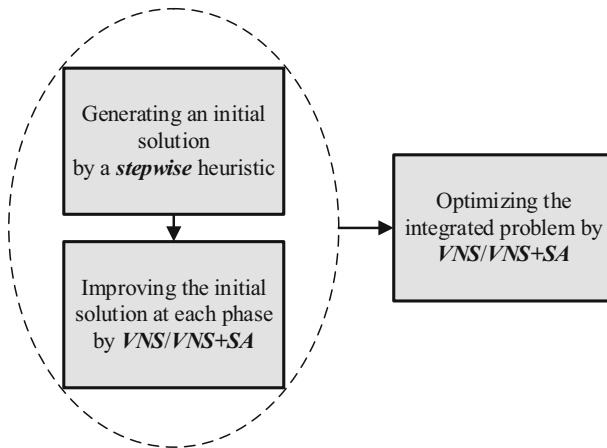 Generating an initial
solution
by a stepwise heuristic
Improving the initial
solution at each phase
by VNS/VNS+SA
Optimizing the
integrated problem by
VNS/VNS+SA